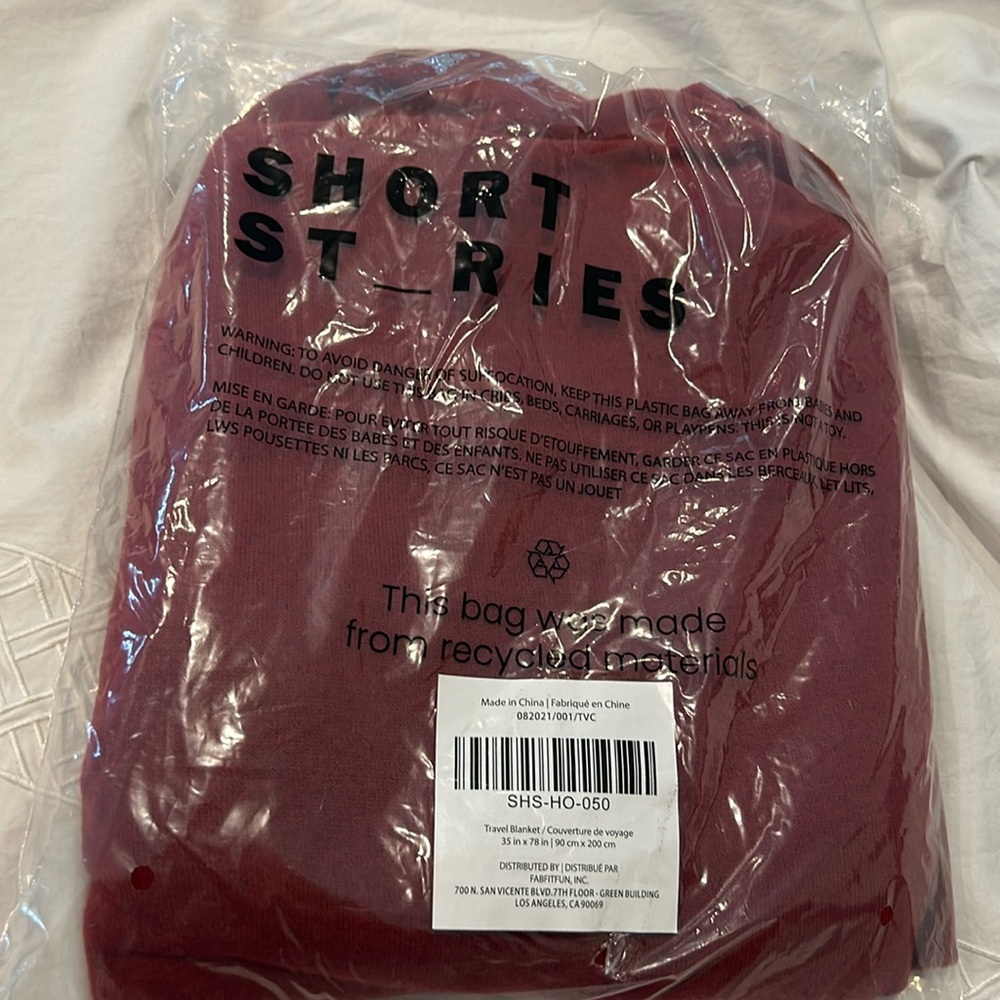 SHORT
ST_RIES
WARNING: TO AVOID DANGER OF SUFFOCATION, KEEP THIS PLASTIC BAG AWAY FROM BABIES AND
CHILDREN. DO NOT USE THIS BAG IN CRIBS, BEDS, CARRIAGES, OR PLAYPENS. THIS IS NOT A TOY.
MISE EN GARDE: POUR EVITER TOUT RISQUE D'ETOUFFEMENT, GARDER CE SAC EN PLASTIQUE HORS
DE LA PORTEE DES BABES ET DES ENFANTS. NE PAS UTILISER CE SAC DANS LES BERCEAUX, LET LITS,
LWS POUSETTES NI LES PARCS, CE SAC N'EST PAS UN JOUET
This bag was made
from recycled materials
Made in China | Fabriqué en Chine
082021/001/TVC
SHS-HO-050
Travel Blanket / Couverture de voyage
35 in x 78 in | 90 cm x 200 cm
DISTRIBUTED BY | DISTRIBUÉ PAR
FABFITFUN, INC.
700 N. SAN VICENTE BLVD.7TH FLOOR - GREEN BUILDING
LOS ANGELES, CA 90069